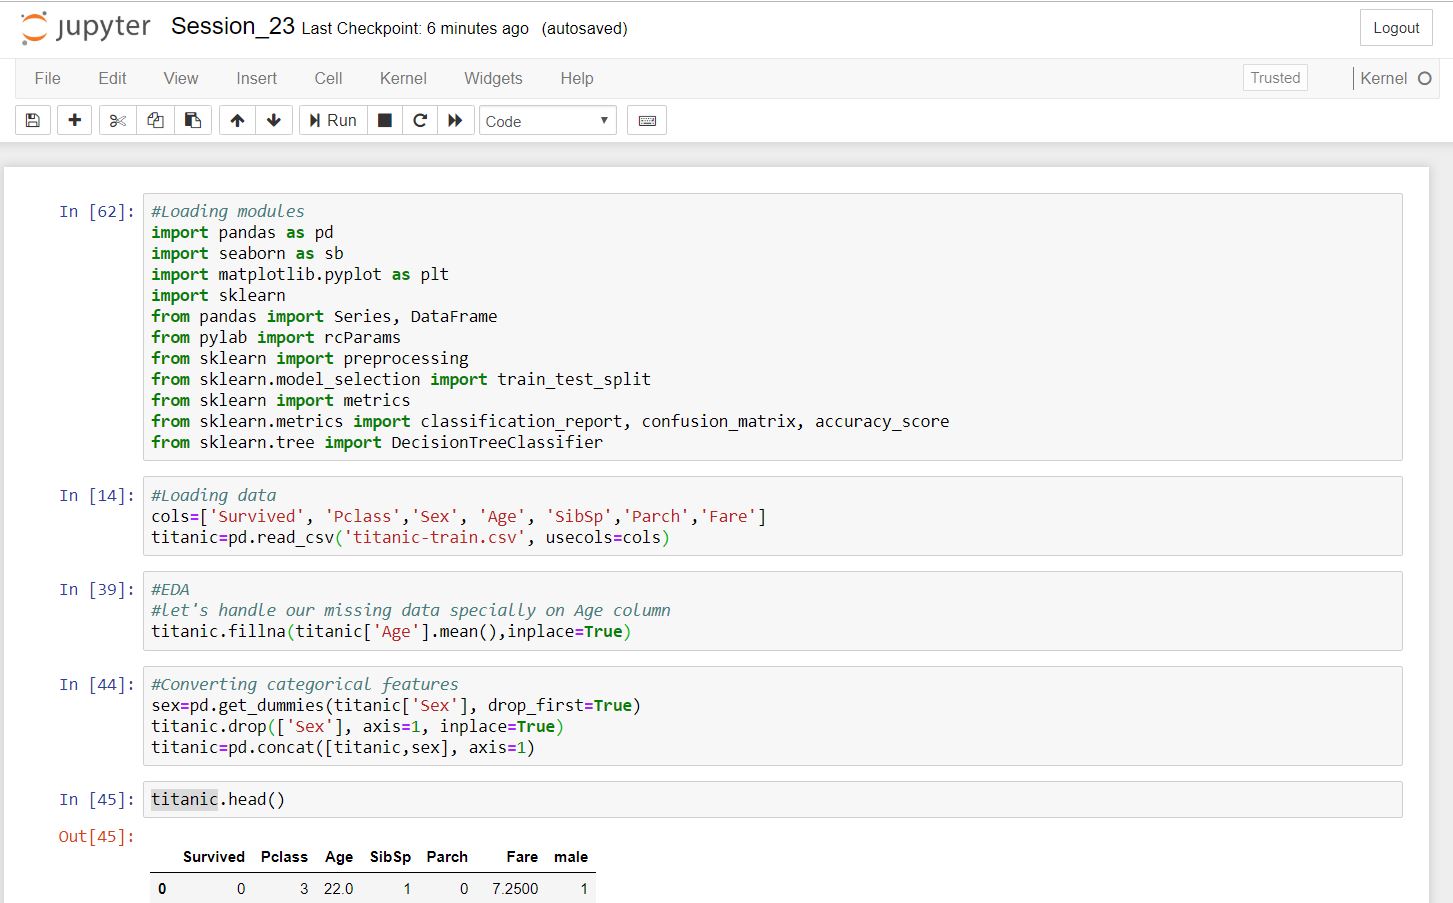 jupyter Session_23 Last Checkpoint: 6 minutes ago (autosaved) Logout
File Edit View Insert Cell Kernel Widgets Help Trusted Kernel
Run Code
In [62]: #Loading modules
import pandas as pd
import seaborn as sb
import matplotlib.pyplot as plt
import sklearn
from pandas import Series, DataFrame
from pylab import rcParams
from sklearn import preprocessing
from sklearn.model_selection import train_test_split
from sklearn import metrics
from sklearn.metrics import classification_report, confusion_matrix, accuracy_score
from sklearn.tree import DecisionTreeClassifier
In [14]: #Loading data
cols=['Survived', 'Pclass','Sex', 'Age', 'SibSp','Parch','Fare']
titanic=pd.read_csv('titanic-train.csv', usecols=cols)
In [39]: #EDA
#let's handle our missing data specially on Age column
titanic.fillna(titanic['Age'].mean(),inplace=True)
In [44]: #Converting categorical features
sex=pd.get_dummies(titanic['Sex'], drop_first=True)
titanic.drop(['Sex'], axis=1, inplace=True)
titanic=pd.concat([titanic,sex], axis=1)
In [45]: titanic.head()
Out[45]:
Survived Pclass Age SibSp Parch Fare male
0 0 3 22.0 1 0 7.2500 1